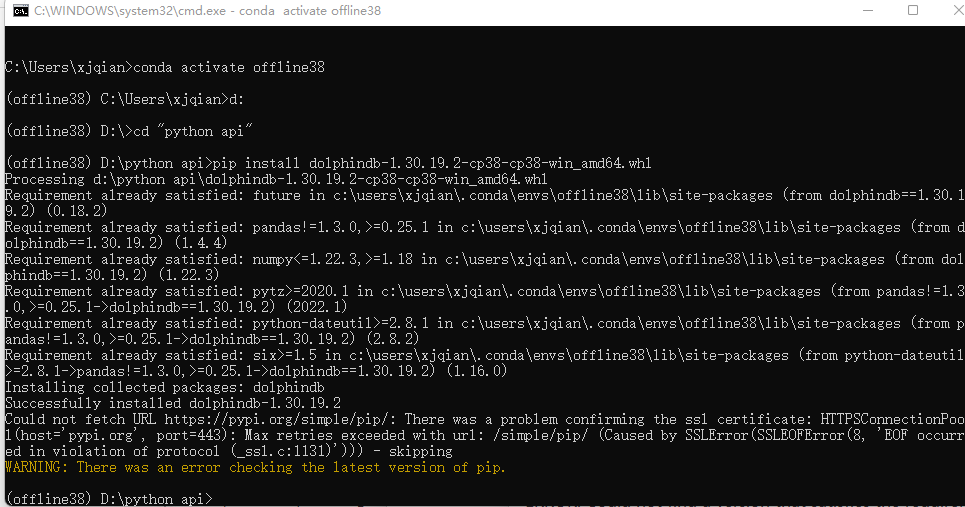 C:\WINDOWS\system32\cmd.exe - conda  activate offline38
C:\Users\xjqian>conda activate offline38
(offline38) C:\Users\xjqian>d:
(offline38) D:\>cd "python api"
(offline38) D:\python api>pip install dolphindb-1.30.19.2-cp38-cp38-win_amd64.whl
Processing d:\python api\dolphindb-1.30.19.2-cp38-cp38-win_amd64.whl
Requirement already satisfied: future in c:\users\xjqian\.conda\envs\offline38\lib\site-packages (from dolphindb==1.30.1
9.2) (0.18.2)
Requirement already satisfied: pandas!=1.3.0,>=0.25.1 in c:\users\xjqian\.conda\envs\offline38\lib\site-packages (from d
olphindb==1.30.19.2) (1.4.4)
Requirement already satisfied: numpy<=1.22.3,>=1.18 in c:\users\xjqian\.conda\envs\offline38\lib\site-packages (from dol
phindb==1.30.19.2) (1.22.3)
Requirement already satisfied: pytz>=2020.1 in c:\users\xjqian\.conda\envs\offline38\lib\site-packages (from pandas!=1.3
.0,>=0.25.1->dolphindb==1.30.19.2) (2022.1)
Requirement already satisfied: python-dateutil>=2.8.1 in c:\users\xjqian\.conda\envs\offline38\lib\site-packages (from p
andas!=1.3.0,>=0.25.1->dolphindb==1.30.19.2) (2.8.2)
Requirement already satisfied: six>=1.5 in c:\users\xjqian\.conda\envs\offline38\lib\site-packages (from python-dateutil
>=2.8.1->pandas!=1.3.0,>=0.25.1->dolphindb==1.30.19.2) (1.16.0)
Installing collected packages: dolphindb
Successfully installed dolphindb-1.30.19.2
Could not fetch URL https://pypi.org/simple/pip/: There was a problem confirming the ssl certificate: HTTPSConnectionPoo
l(host='pypi.org', port=443): Max retries exceeded with url: /simple/pip/ (Caused by SSLError(SSLEOFError(8, 'EOF occurr
ed in violation of protocol (_ssl.c:1131)'))) - skipping
WARNING: There was an error checking the latest version of pip.
(offline38) D:\python api>